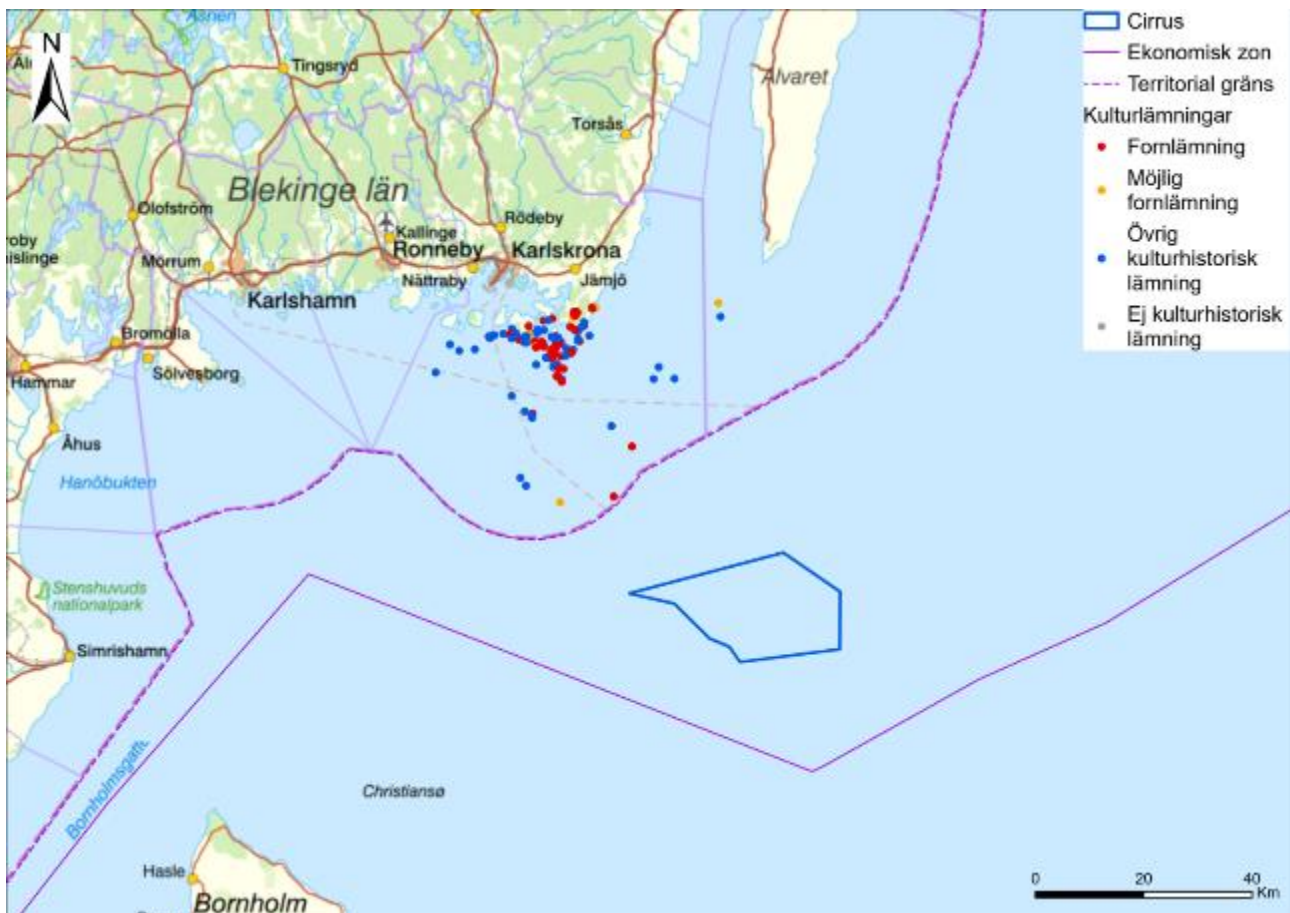 Åsnen
N
Tingsryd
Alvaret
Torsås
Blekinge län
Olofström
Kallinge
Rödeby
Ronneby
Karlskrona
Mörrum
Nättraby
Jämjö
Karlshamn
Bromölla
Hammar
Sölvesborg
Åhus
Hanöbukten
Stenshuvuds
nationalpark
Simrishamn
Christiansø
Hasle
Bornholm
Cirrus
Ekonomisk zon
Territorial gräns
Kulturlämningar
Fornlämning
Möjlig
fornlämning
Övrig
kulturhistorisk
lämning
Ej kulturhistorisk
lämning
0 20 40
Km